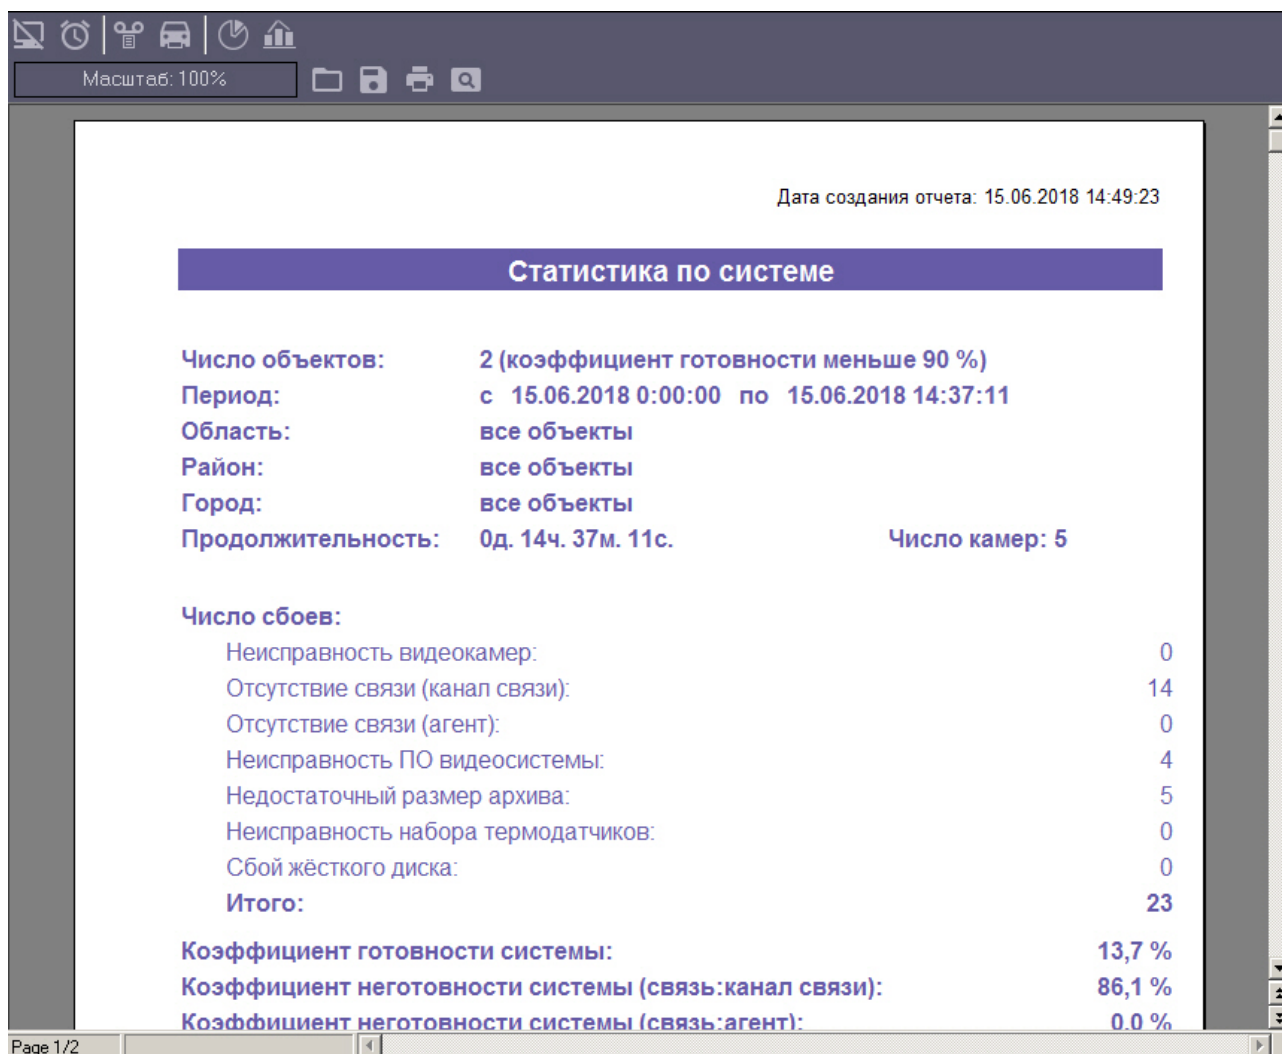 Масштаб: 100%
Дата создания отчета: 15.06.2018 14:49:23
Статистика по системе
Число объектов: 2 (коэффициент готовности меньше 90 %)
Период: с 15.06.2018 0:00:00 по 15.06.2018 14:37:11
Область: все объекты
Район: все объекты
Город: все объекты
Продолжительность: 0д. 14ч. 37м. 11с. Число камер: 5
Число сбоев:
Неисправность видеокамер: 0
Отсутствие связи (канал связи): 14
Отсутствие связи (агент): 0
Неисправность ПО видеосистемы: 4
Недостаточный размер архива: 5
Неисправность набора термодатчиков: 0
Сбой жёсткого диска: 0
Итого: 23
Коэффициент готовности системы: 13,7 %
Коэффициент неготовности системы (связь:канал связи): 86,1 %
Коэффициент неготовности системы (связь:агент): 0,0 %
Page 1/2